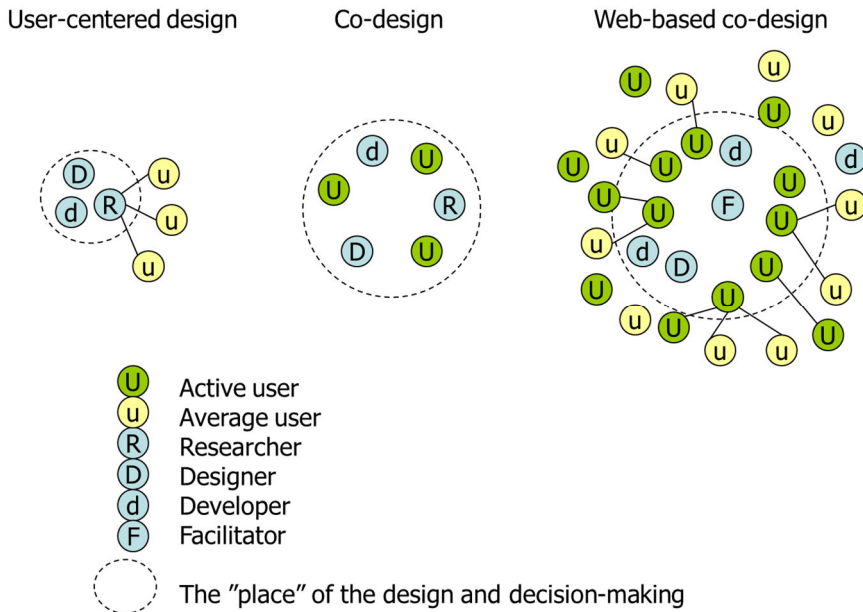 User-centered design
Co-design
Web-based co-design
u
U
u
U
u
u
U
d
d
U
d
D
u
U
U
U
U
d
R
u
U
R
U
U
F
U
u
u
D
U
u
d
D
U
u
U
U
u
u
U
U
u
u
U Active user
u Average user
R Researcher
D Designer
d Developer
F Facilitator
The ”place” of the design and decision-making